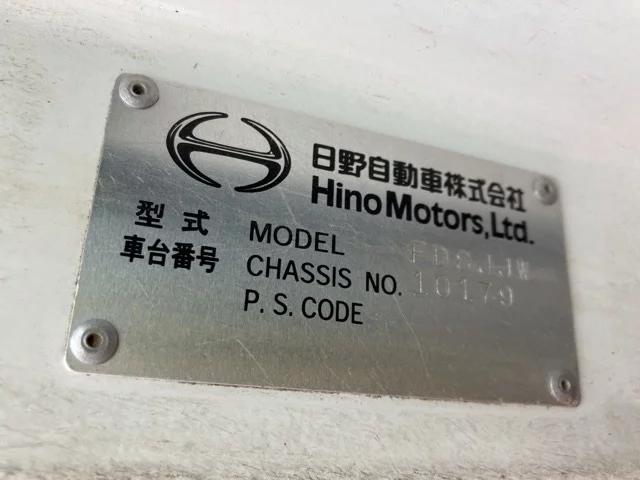 日野自動車株式会社
Hino Motors, Ltd.
型式 MODEL FD8JJW
車台番号 CHASSIS NO. 10179
P. S. CODE